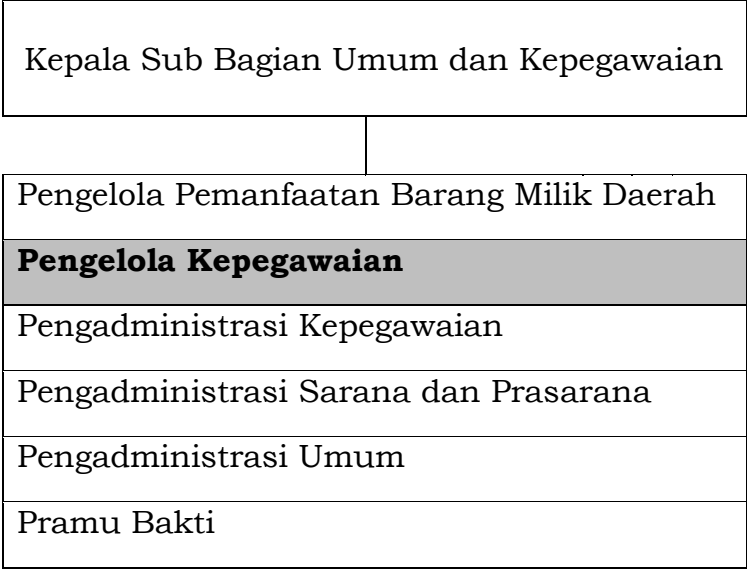 Kepala Sub Bagian Umum dan Kepegawaian
Pengelola Pemanfaatan Barang Milik Daerah
Pengelola Kepegawaian
Pengadministrasi Kepegawaian
Pengadministrasi Sarana dan Prasarana
Pengadministrasi Umum
Pramu Bakti